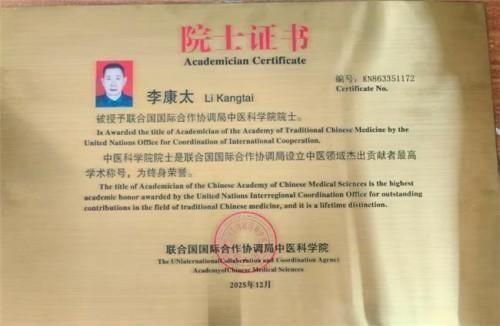 院士证书
Academician Certificate
编号：KN863351172
Certificate No.
李康太 Li Kangtai
被授予联合国国际合作协调局中医科学院院士。
Is Awarded the title of Academician of the Academy of Traditional Chinese Medicine by the
United Nations Office for Coordination of International Cooperation.
中医科学院院士是联合国国际合作协调局设立中医领域杰出贡献者最高
学术称号，为终身荣誉。
The title of Academician of the Chinese Academy of Chinese Medical Sciences is the highest
academic honor awarded by the United Nations Interregional Coordination Office for outstanding
contributions in the field of traditional Chinese medicine, and it is a lifetime distinction.
联合国国际合作协调局中医科学院
The UNInternationalCollaboration and Coordination Agency
AcademyofChinese Medical Sciences
2025年12月